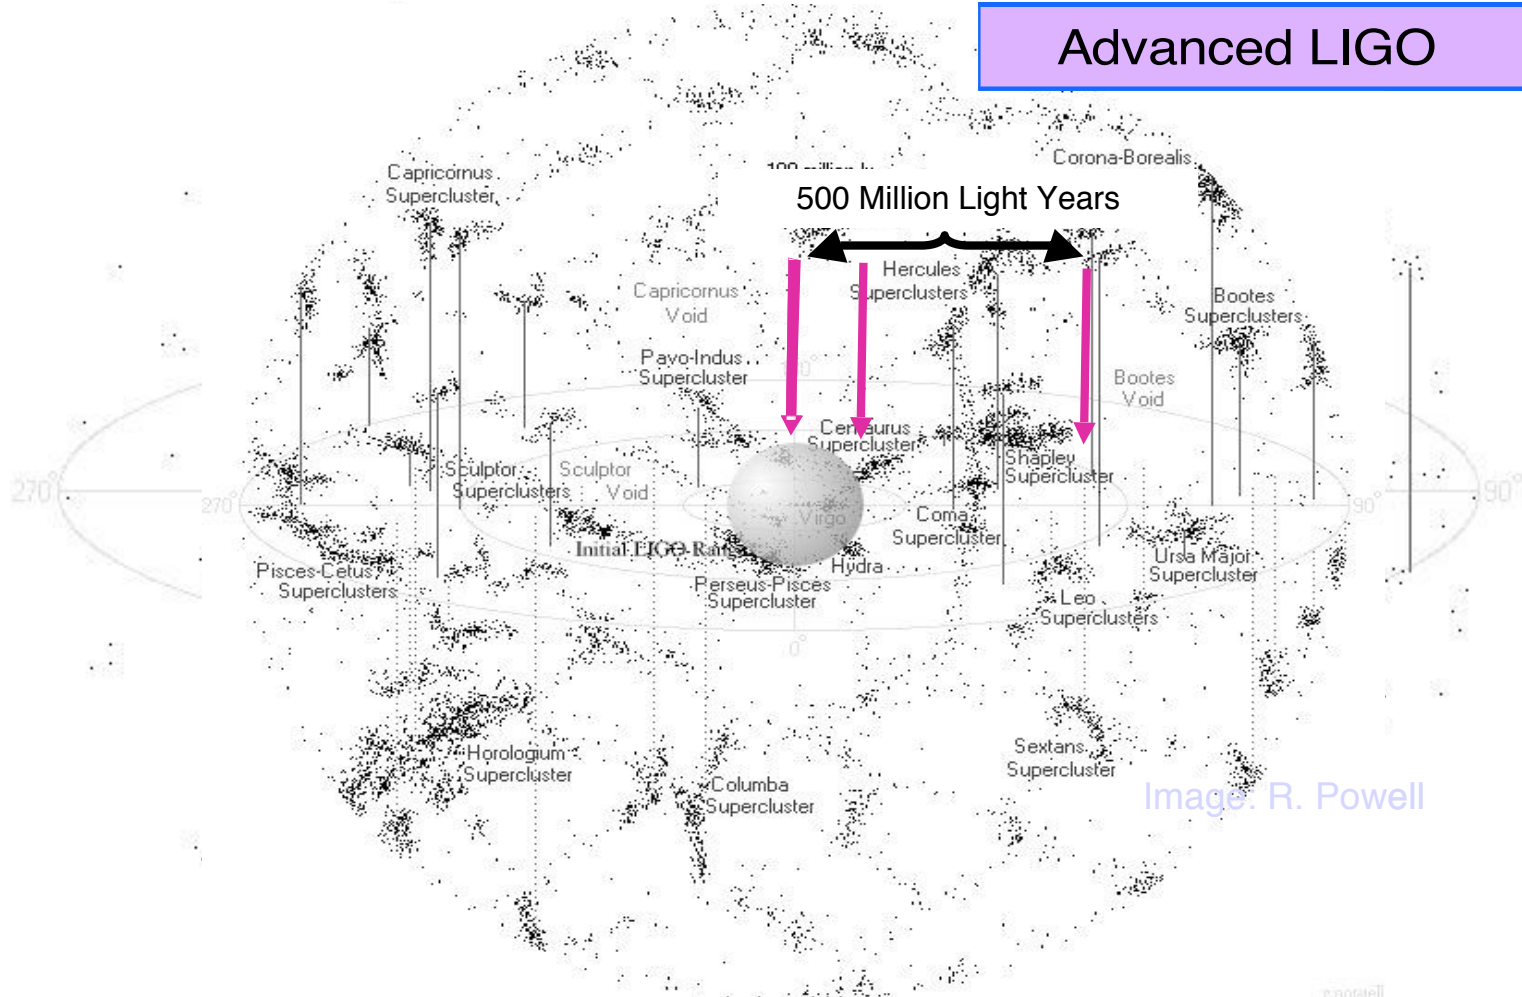 Advanced LIGO
Capricornus
Supercluster
Corona-Borealis
100 million ly
500 Million Light Years
Hercules
Superclusters
Capricornus
Void
Bootes
Superclusters
Pavo-Indus
Supercluster
Bootes
Void
Centaurus
Supercluster
Sculptor
Superclusters
Sculptor
Void
Shapley
Supercluster
270°
270°
90°
90°
Virgo
Coma
Supercluster
Initial LIGO Range
Hydra
Ursa Major
Supercluster
Pisces-Cetus
Superclusters
Perseus-Pisces
Supercluster
Leo
Superclusters
0°
Horologium
Supercluster
Sextans
Supercluster
Columba
Supercluster
Image: R. Powell